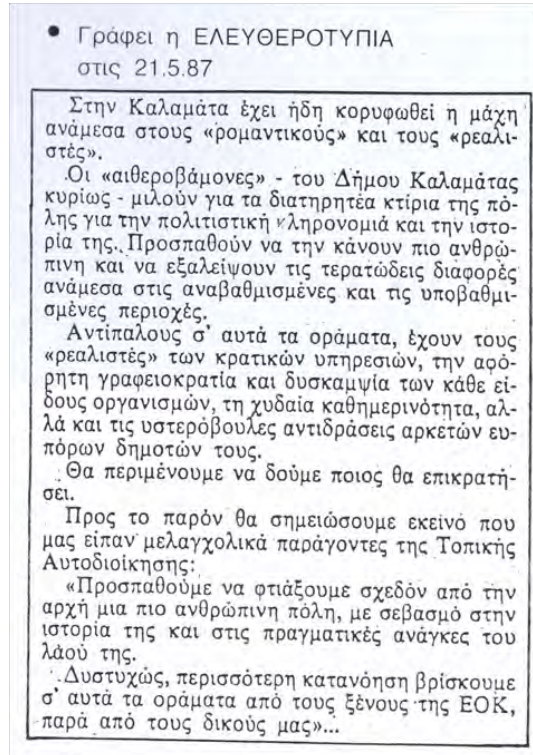 • Γράφει η ΕΛΕΥΘΕΡΟΤΥΠΙΑ
στις 21.5.87
Στην Καλαμάτα έχει ήδη κορυφωθεί η μάχη
ανάμεσα στους «ρομαντικούς» και τους «ρεαλι-
στές».
Οι «αιθεροβάμονες» - του Δήμου Καλαμάτας
κυρίως - μιλούν για τα διατηρητέα κτίρια της πό-
λης για την πολιτιστική κληρονομιά και την ιστο-
ρία της. Προσπαθούν να την κάνουν πιο ανθρώ-
πινη και να εξαλείψουν τις τερατώδεις διαφορές
ανάμεσα στις αναβαθμισμένες και τις υποβαθμι-
σμένες περιοχές.
Αντίπαλους σ' αυτά τα οράματα, έχουν τους
«ρεαλιστές» των κρατικών υπηρεσιών, την αφό-
ρητη γραφειοκρατία και δυσκαμψία των κάθε εί-
δους οργανισμών, τη χυδαία καθημερινότητα, αλ-
λά και τις υστερόβουλες αντιδράσεις αρκετών ευ-
πόρων δημοτών τους.
Θα περιμένουμε να δούμε ποιος θα επικρατή-
σει.
Προς το παρόν θα σημειώσουμε εκείνο που
μας είπαν μελαγχολικά παράγοντες της Τοπικής
Αυτοδιοίκησης:
«Προσπαθούμε να φτιάξουμε σχεδόν από την
αρχή μια πιο ανθρώπινη πόλη, με σεβασμό στην
ιστορία της και στις πραγματικές ανάγκες του
λαού της.
Δυστυχώς, περισσότερη κατανόηση βρίσκουμε
σ' αυτά τα οράματα από τους ξένους της ΕΟΚ,
παρά από τους δικούς μας»...